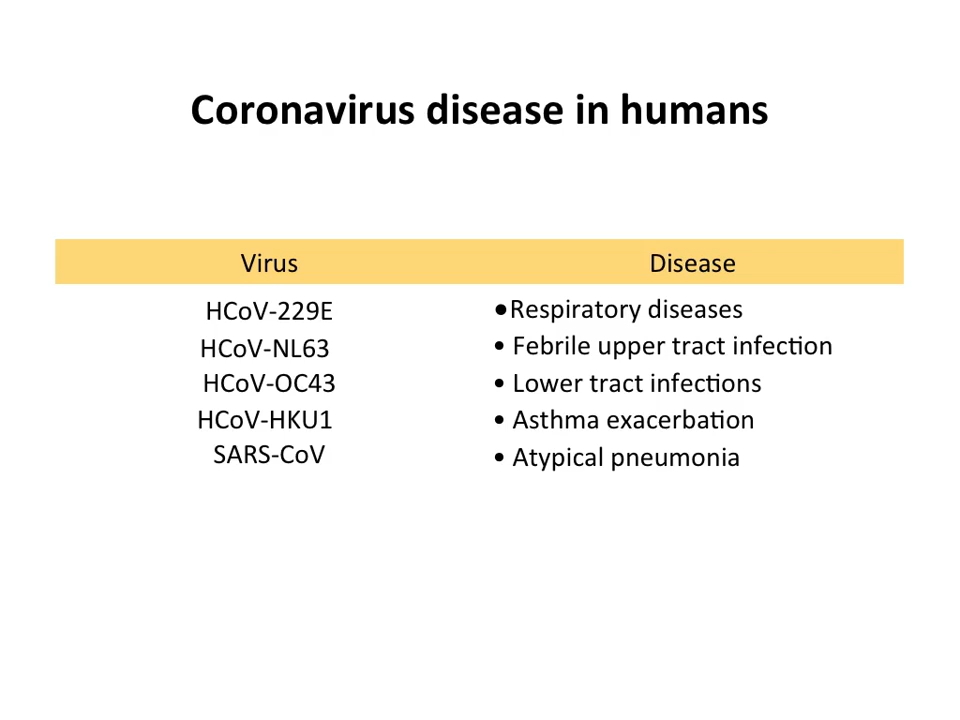 Coronavirus disease in humans
Virus Disease
HCoV-229E •Respiratory diseases
HCoV-NL63 • Febrile upper tract infection
HCoV-OC43 • Lower tract infections
HCoV-HKU1 • Asthma exacerbation
SARS-CoV • Atypical pneumonia